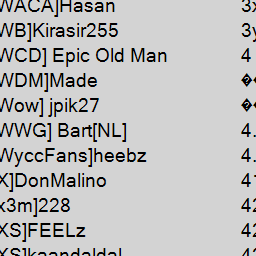 WACA]Hasan 3x
WB]Kirasir255 3y
WCD] Epic Old Man 4
WDM]Made �
Wow] jpik27 �
WWG] Bart[NL] 4.
WyccFans]heebz 4.
X]DonMalino 41
x3m]228 42
XS]FEELz 42
XS]kaandaldal